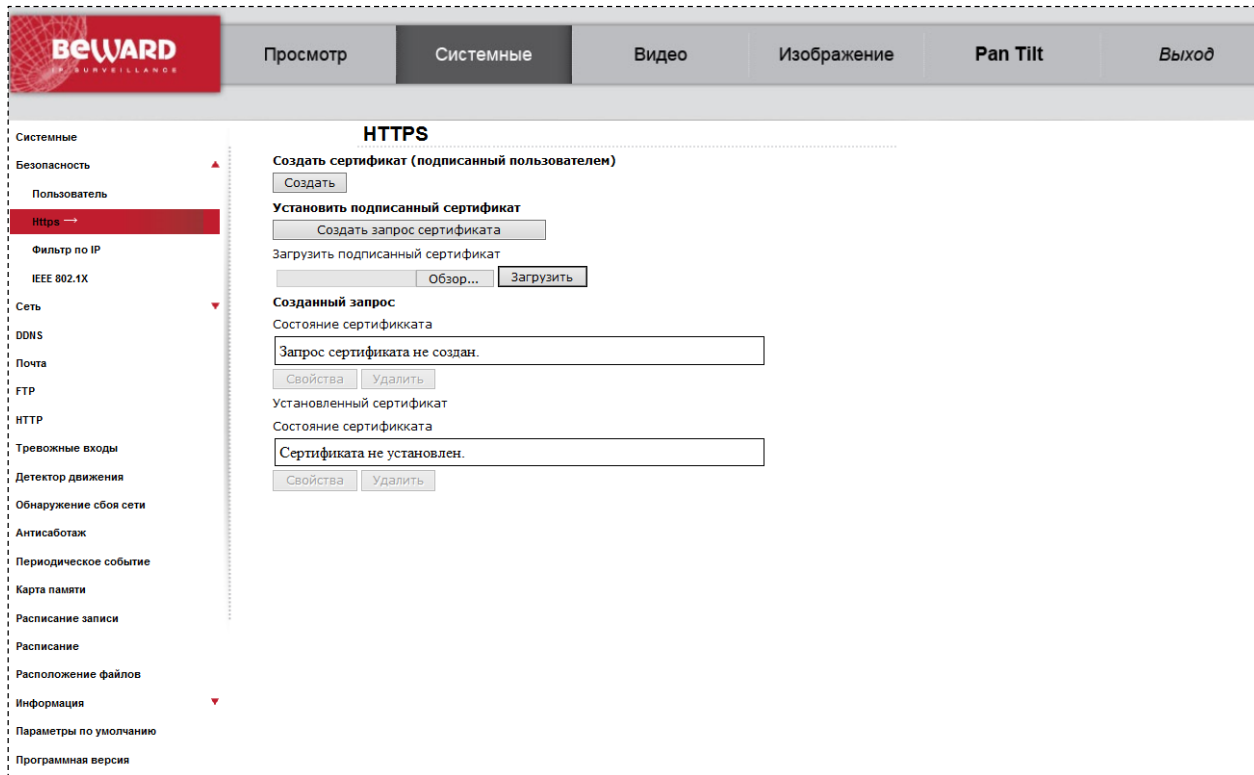 BEWARD
IP SURVEILLANCE
Просмотр
Системные
Видео
Изображение
Pan Tilt
Выход
Системные
Безопасность
Пользователь
Https →
Фильтр по IP
IEEE 802.1X
Сеть
DDNS
Почта
FTP
HTTP
Тревожные входы
Детектор движения
Обнаружение сбоя сети
Антисаботаж
Периодическое событие
Карта памяти
Расписание записи
Расписание
Расположение файлов
Информация
Параметры по умолчанию
Программная версия
HTTPS
Создать сертификат (подписанный пользователем)
Создать
Установить подписанный сертификат
Создать запрос сертификата
Загрузить подписанный сертификат
Обзор... Загрузить
Созданный запрос
Состояние сертификката
Запрос сертификата не создан.
Свойства Удалить
Установленный сертификат
Состояние сертификката
Сертификата не установлен.
Свойства Удалить